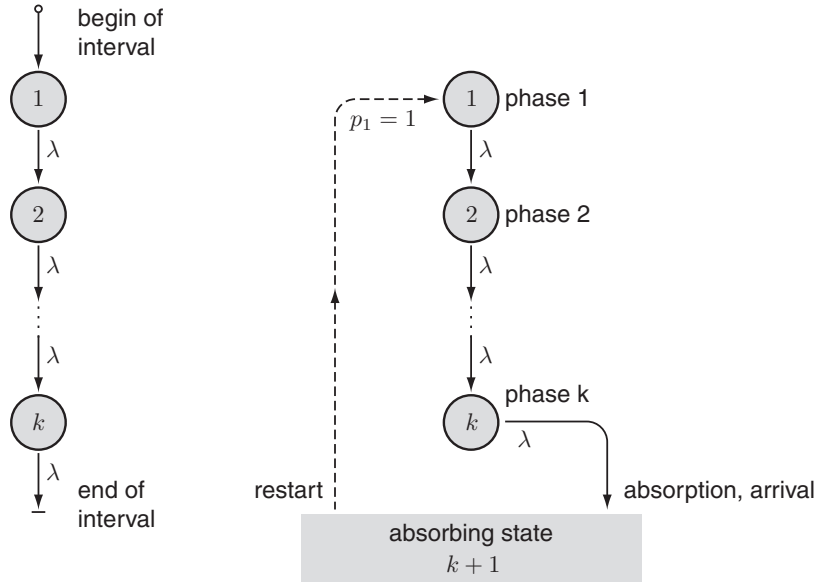 begin of
interval
1
λ
2
λ
λ
k
λ
end of
interval
1
phase 1
p₁ = 1
λ
2
phase 2
λ
λ
phase k
k
λ
restart
absorption, arrival
absorbing state
k + 1